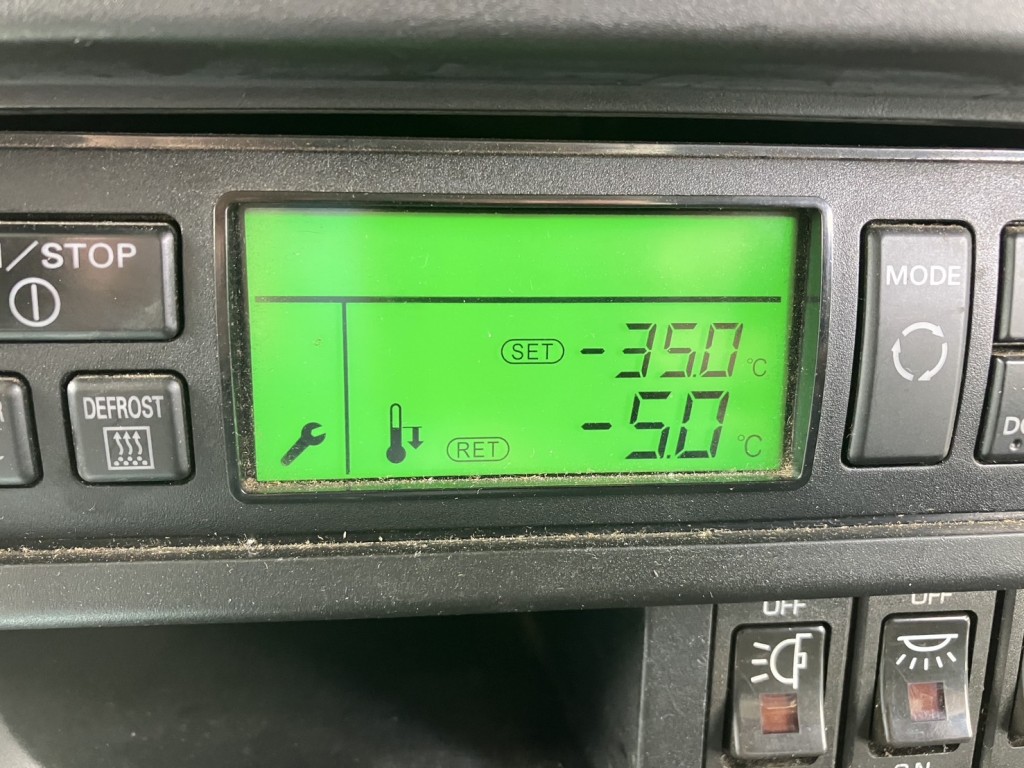 /STOP
DEFROST
SET -35.0 °C
RET -5.0 °C
MODE
OFF
OFF